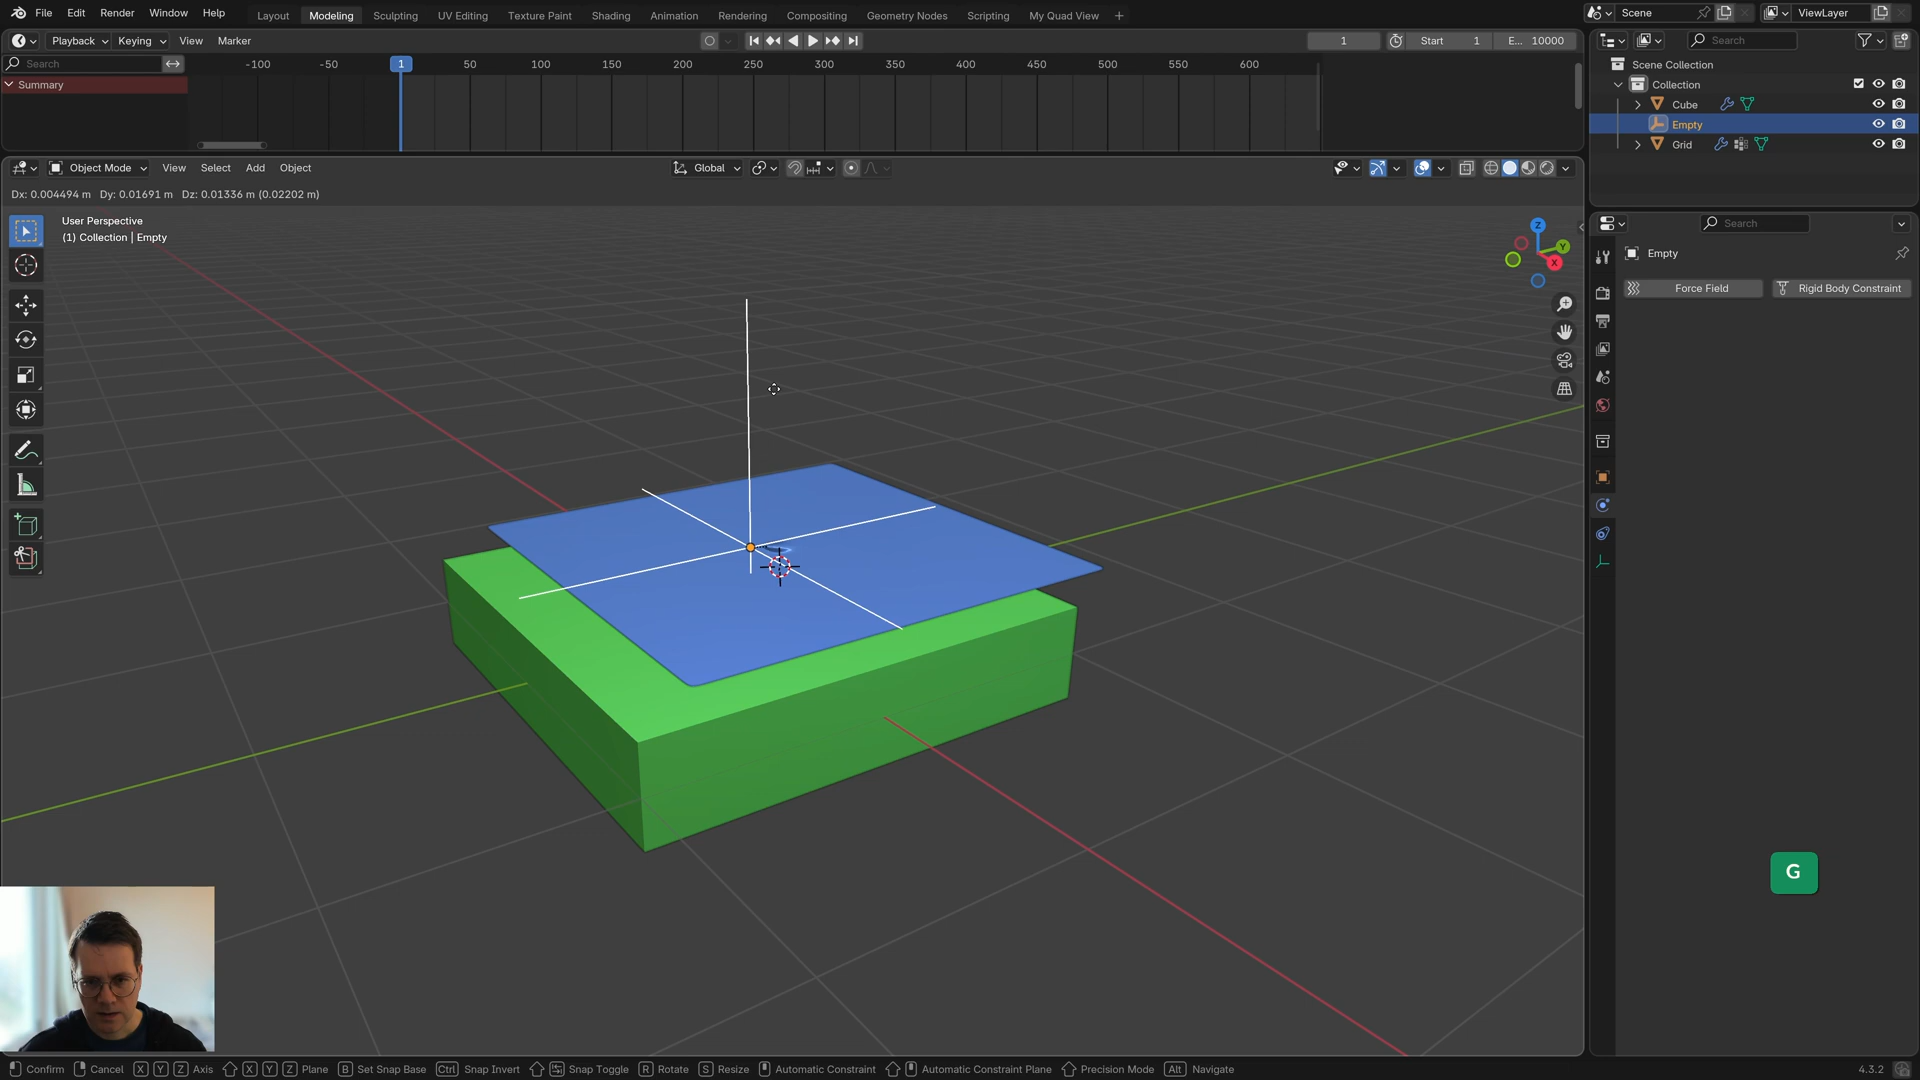 File Edit Render Window Help Layout Modeling Sculpting UV Editing Texture Paint Shading Animation Rendering Compositing Geometry Nodes Scripting My Quad View + Scene ViewLayer
Playback Keying View Marker 1 Start 1 E... 10000 Search
Search -100 -50 1 50 100 150 200 250 300 350 400 450 500 550 600
Summary
Scene Collection
Collection
Cube
Empty
Grid
Object Mode View Select Add Object Global
Dx: 0.004494 m Dy: 0.01691 m Dz: 0.01336 m (0.02202 m)
User Perspective
(1) Collection | Empty
Z
Y
X
Search
Empty
Force Field Rigid Body Constraint
G
Confirm Cancel X Y Z Axis X Y Z Plane B Set Snap Base Ctrl Snap Invert Snap Toggle R Rotate S Resize Automatic Constraint Automatic Constraint Plane Precision Mode Alt Navigate 4.3.2